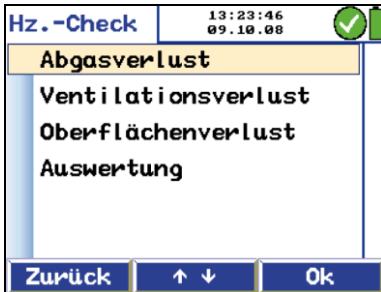 Hz.-Check
13:23:46
09.10.08
Abgasverlust
Ventilationsverlust
Oberflächenverlust
Auswertung
Zurück ↑ ↓ Ok